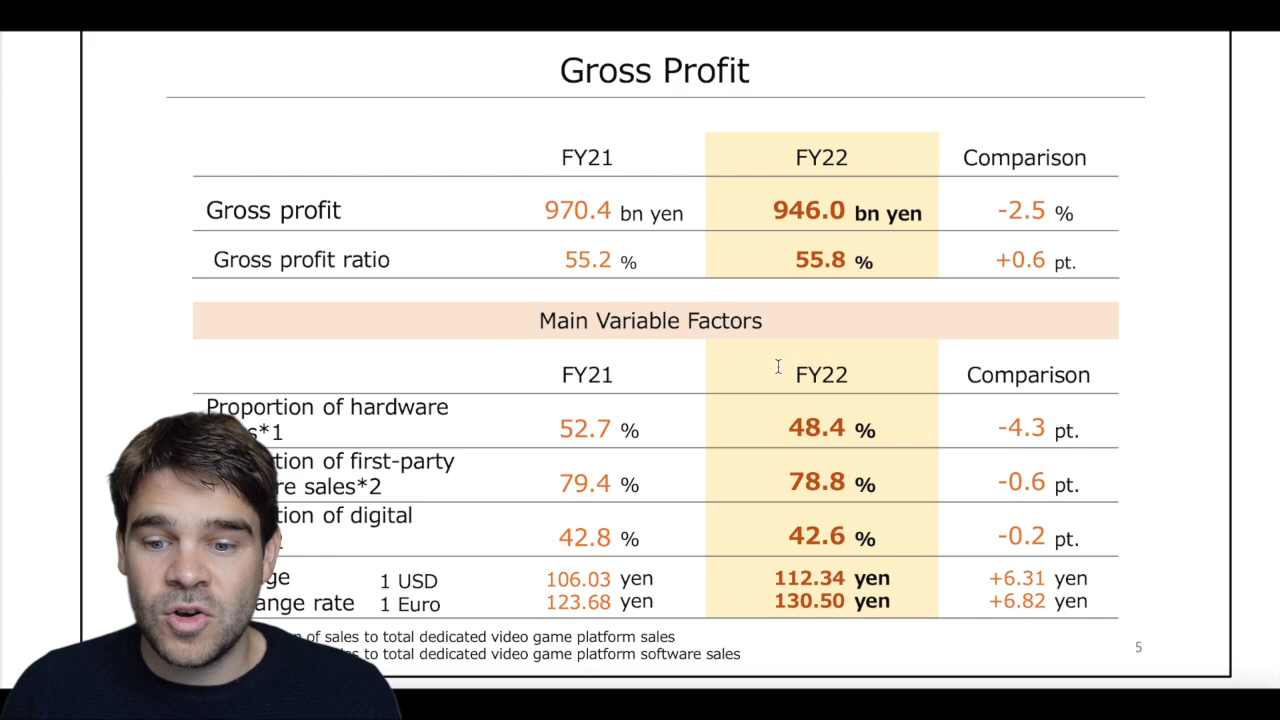 Gross Profit
FY21 FY22 Comparison
Gross profit 970.4 bn yen 946.0 bn yen -2.5 %
Gross profit ratio 55.2 % 55.8 % +0.6 pt.
Main Variable Factors
FY21 FY22 Comparison
Proportion of hardware
*1 52.7 % 48.4 % -4.3 pt.
of first-party
sales*2 79.4 % 78.8 % -0.6 pt.
of digital
42.8 % 42.6 % -0.2 pt.
1 USD 106.03 yen 112.34 yen +6.31 yen
rate 1 Euro 123.68 yen 130.50 yen +6.82 yen
of sales to total dedicated video game platform sales
to total dedicated video game platform software sales
5